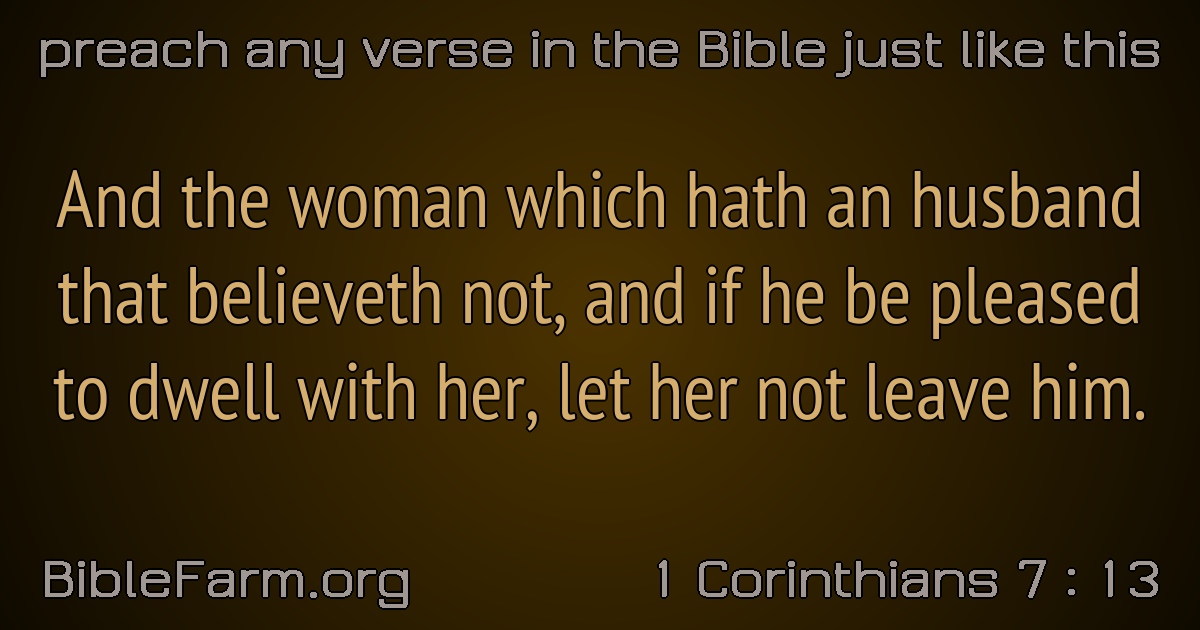 preach any verse in the Bible just like this
And the woman which hath an husband
that believeth not, and if he be pleased
to dwell with her, let her not leave him.
BibleFarm.org 1 Corinthians 7 : 13